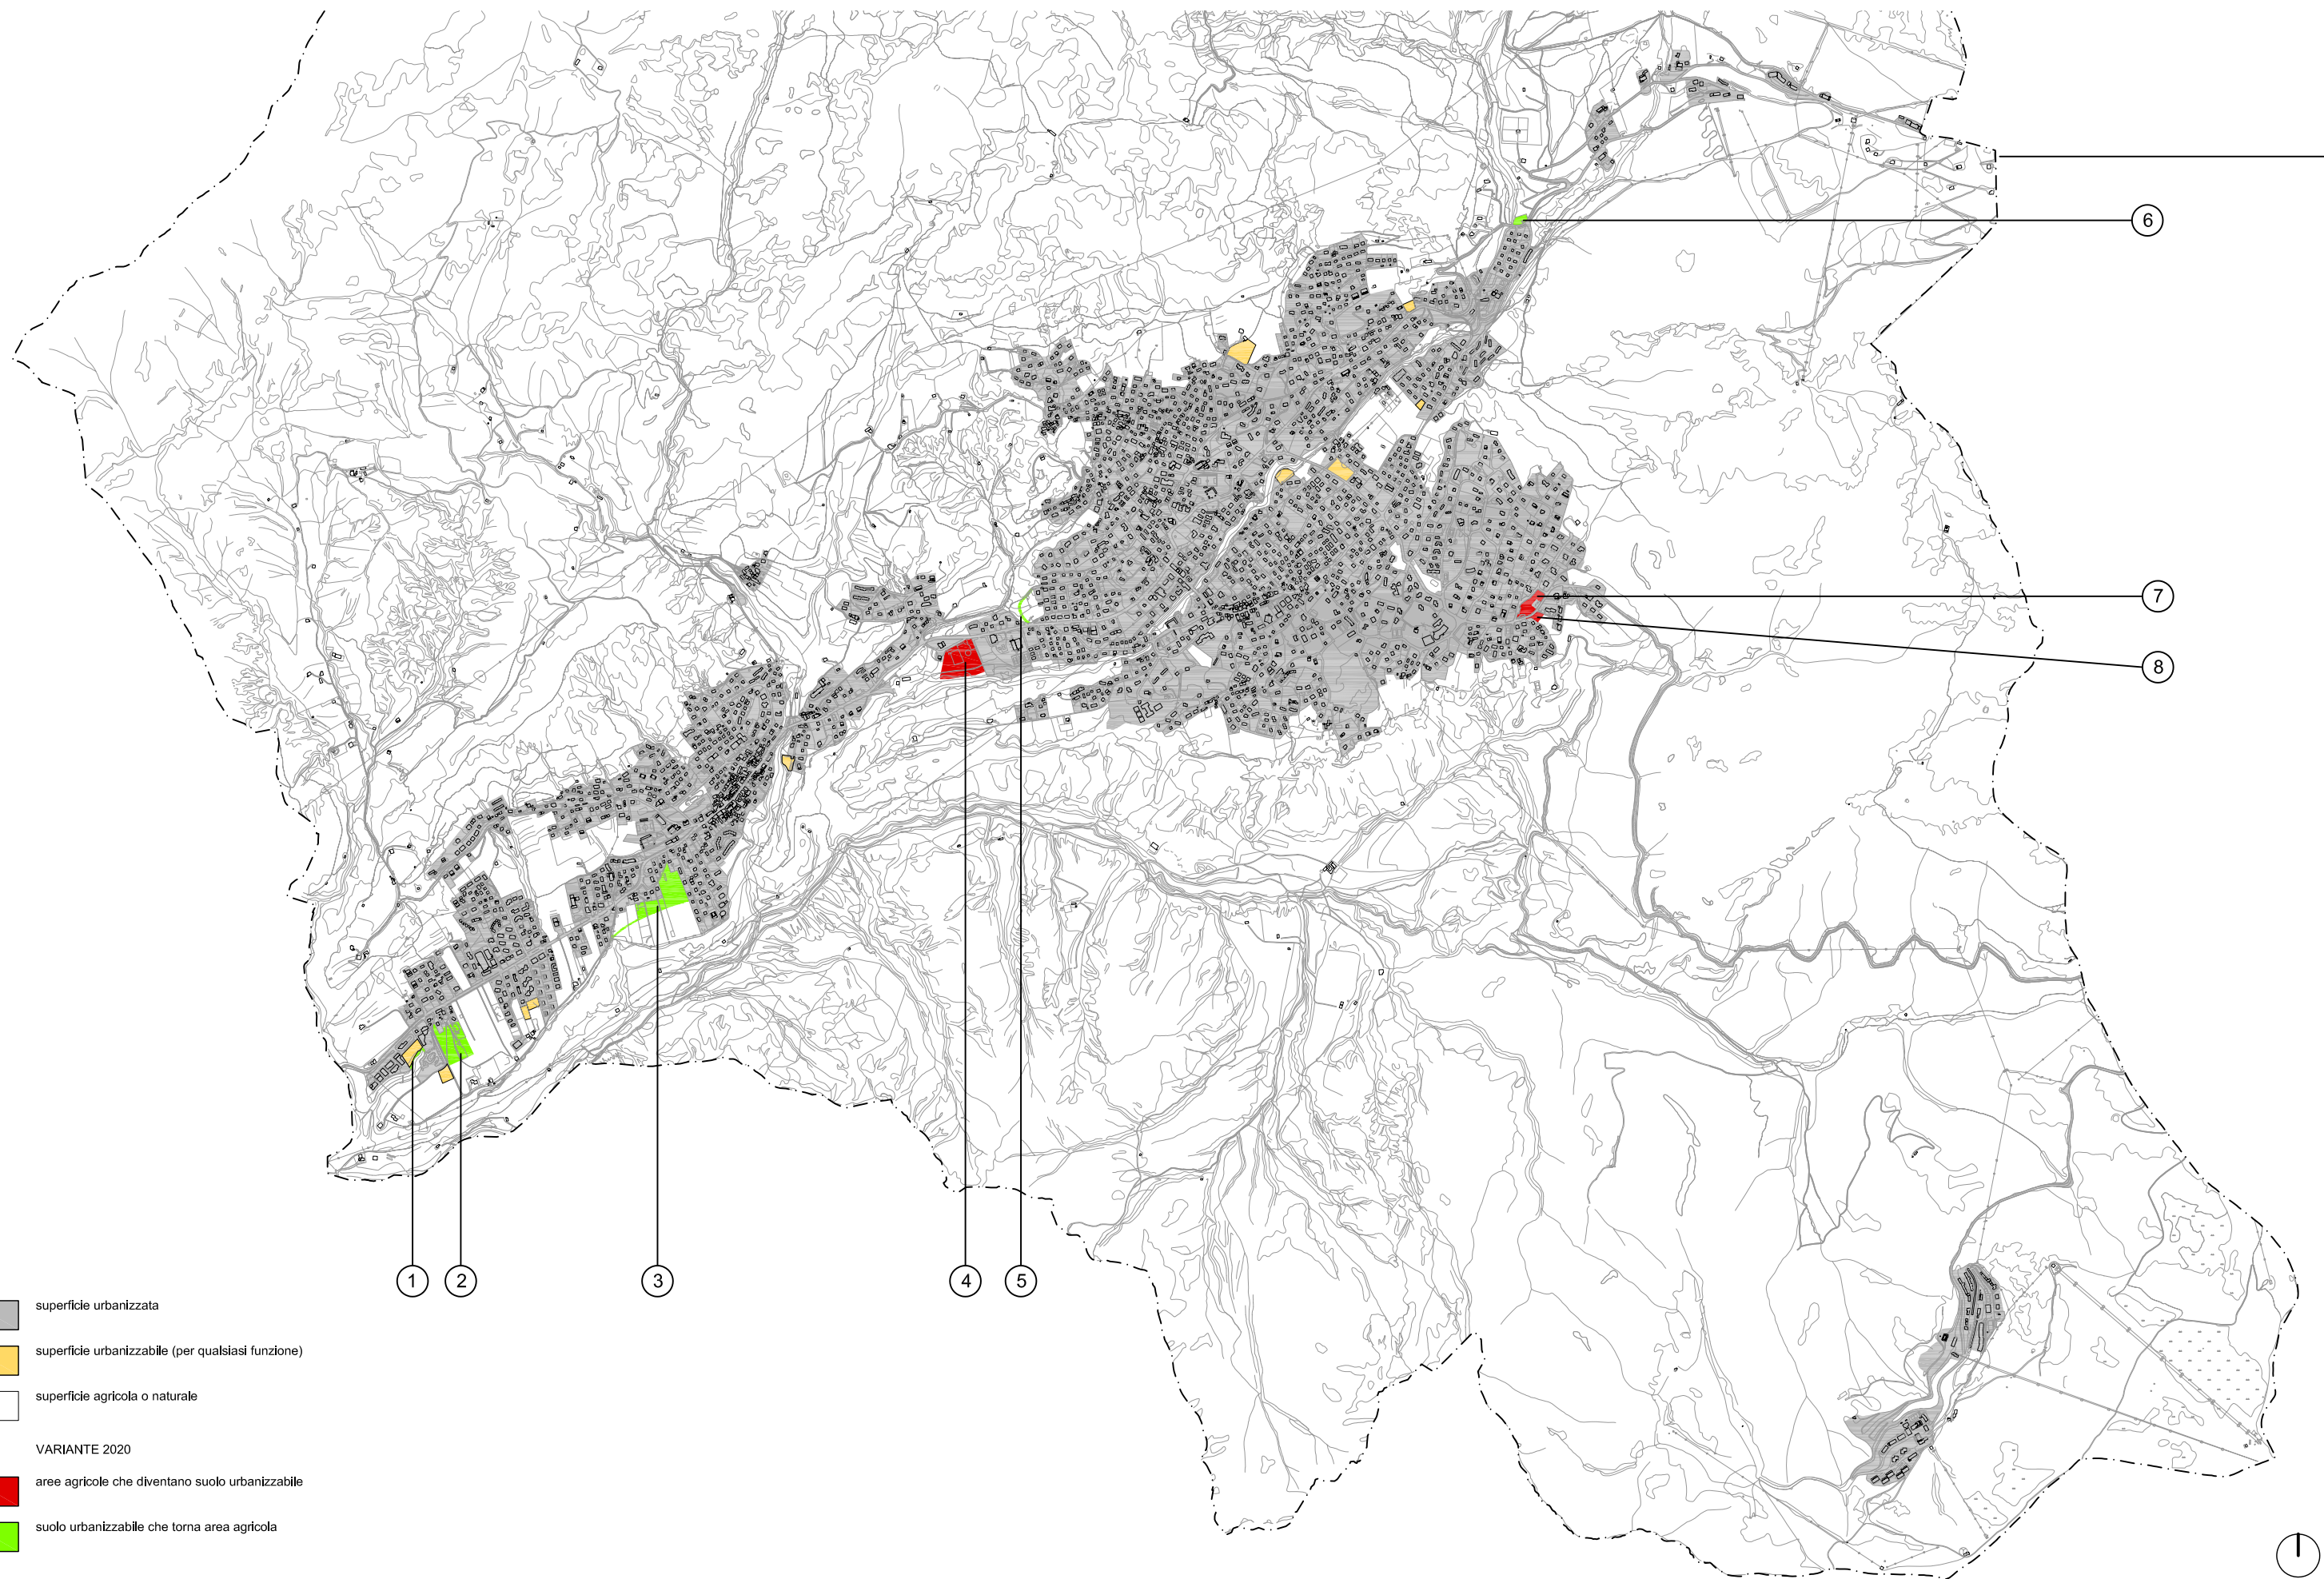 6
7
8
1 2 3 4 5
superficie urbanizzata
superficie urbanizzabile (per qualsiasi funzione)
superficie agricola o naturale
VARIANTE 2020
aree agricole che diventano suolo urbanizzabile
suolo urbanizzabile che torna area agricola